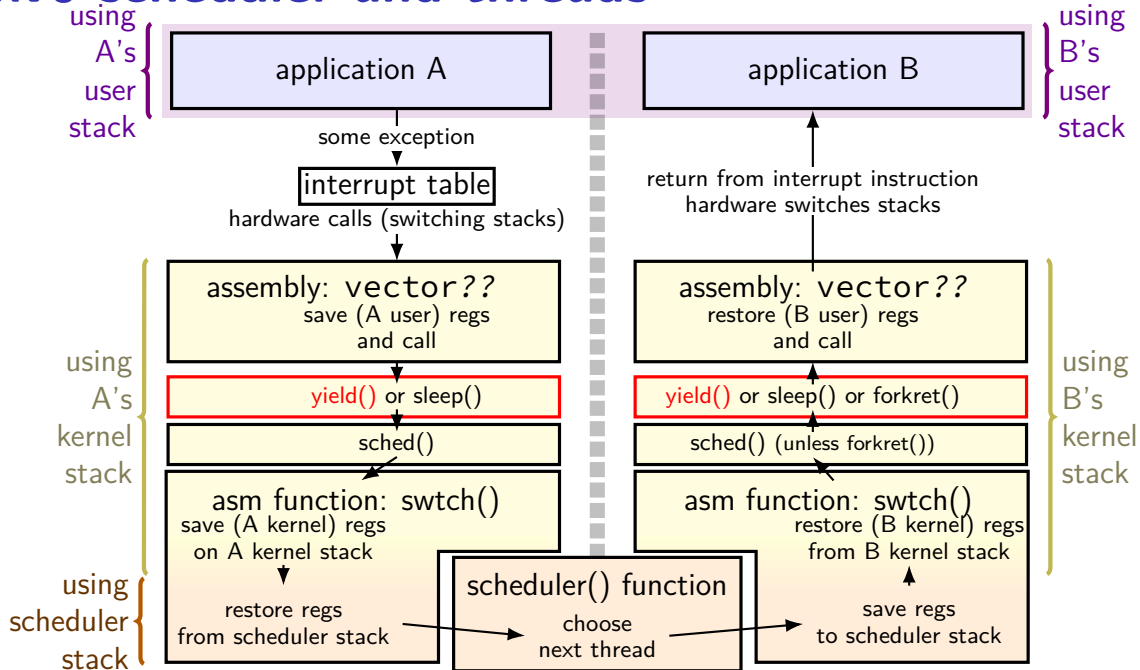 scheduler and threads
using
A's
user
stack
application A
application B
using
B's
user
stack
some exception
interrupt table
hardware calls (switching stacks)
return from interrupt instruction
hardware switches stacks
using
A's
kernel
stack
assembly: vector??
save (A user) regs
and call
yield() or sleep()
sched()
asm function: swtch()
save (A kernel) regs
on A kernel stack
assembly: vector??
restore (B user) regs
and call
yield() or sleep() or forkret()
sched() (unless forkret())
asm function: swtch()
restore (B kernel) regs
from B kernel stack
using
B's
kernel
stack
using
scheduler
stack
restore regs
from scheduler stack
scheduler() function
choose
next thread
save regs
to scheduler stack